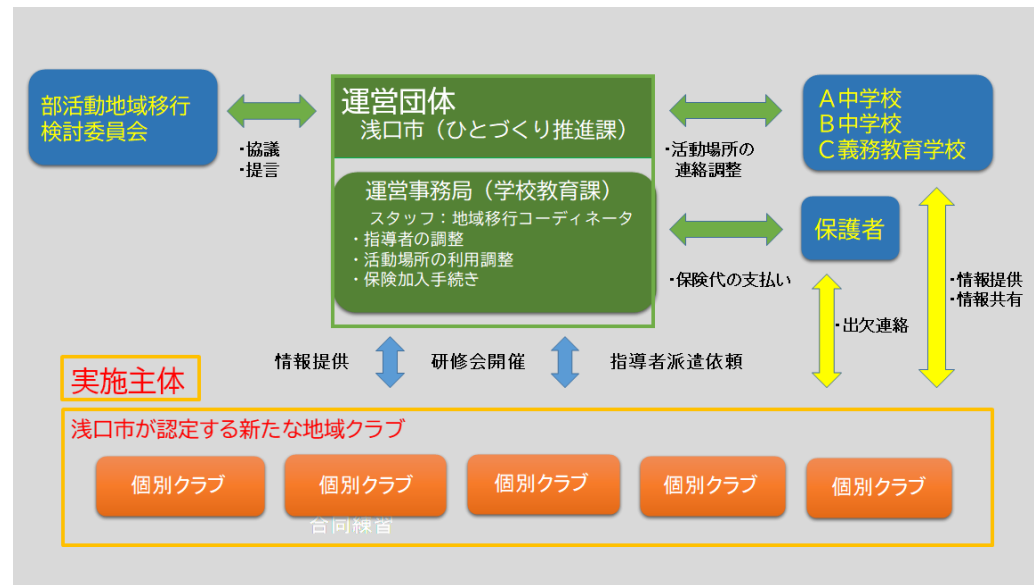 部活動地域移行
検討委員会
・協議
・提言
運営団体
浅口市（ひとづくり推進課）
運営事務局（学校教育課）
スタッフ：地域移行コーディネータ
・指導者の調整
・活動場所の利用調整
・保険加入手続き
・活動場所の
連絡調整
A中学校
B中学校
C義務教育学校
保護者
・保険代の支払い
・出欠連絡
・情報提供
・情報共有
情報提供
研修会開催
指導者派遣依頼
実施主体
浅口市が認定する新たな地域クラブ
個別クラブ
個別クラブ
個別クラブ
個別クラブ
個別クラブ
合同練習